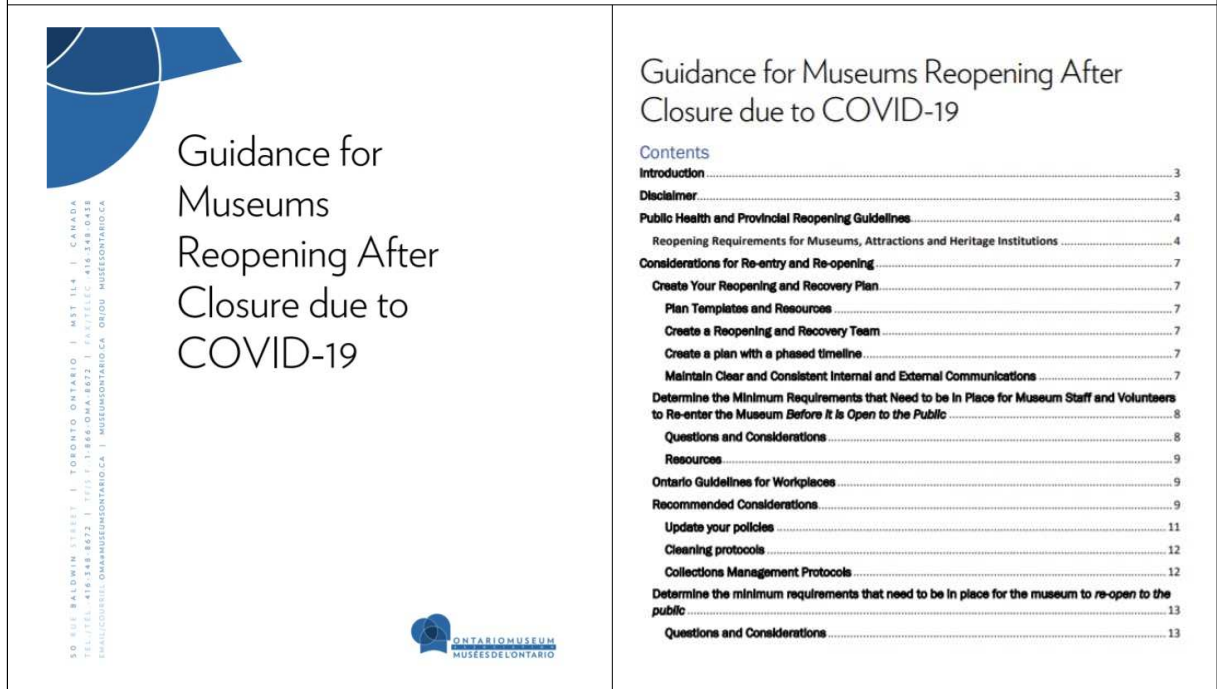 Guidance for
Museums
Reopening After
Closure due to
COVID-19
50 RUE BALDWIN STREET | TORONTO ONTARIO | M5T 1L4 | CANADA
TEL./TÉL. 416-348-8672 | TFIS F. 1-866-OMA-8672 | FAX/TÉLÉC 416-348-0438
EMAIL/COURRIEL OMA@MUSEUMSONTARIO.CA | MUSEUMSONTARIO.CA OR/OU MUSÉESONTARIO.CA
ONTARIOMUSEUM
ASSOCIATION
MUSÉESDELONTARIO
Guidance for Museums Reopening After
Closure due to COVID-19
Contents
Introduction 3
Disclaimer 3
Public Health and Provincial Reopening Guidelines 4
Reopening Requirements for Museums, Attractions and Heritage Institutions 4
Considerations for Re-entry and Re-opening 7
Create Your Reopening and Recovery Plan 7
Plan Templates and Resources 7
Create a Reopening and Recovery Team 7
Create a plan with a phased timeline 7
Maintain Clear and Consistent Internal and External Communications 7
Determine the Minimum Requirements that Need to be in Place for Museum Staff and Volunteers
to Re-enter the Museum Before It is Open to the Public 8
Questions and Considerations 8
Resources 9
Ontario Guidelines for Workplaces 9
Recommended Considerations 9
Update your policies 11
Cleaning protocols 12
Collections Management Protocols 12
Determine the minimum requirements that need to be in place for the museum to re-open to the
public 13
Questions and Considerations 13